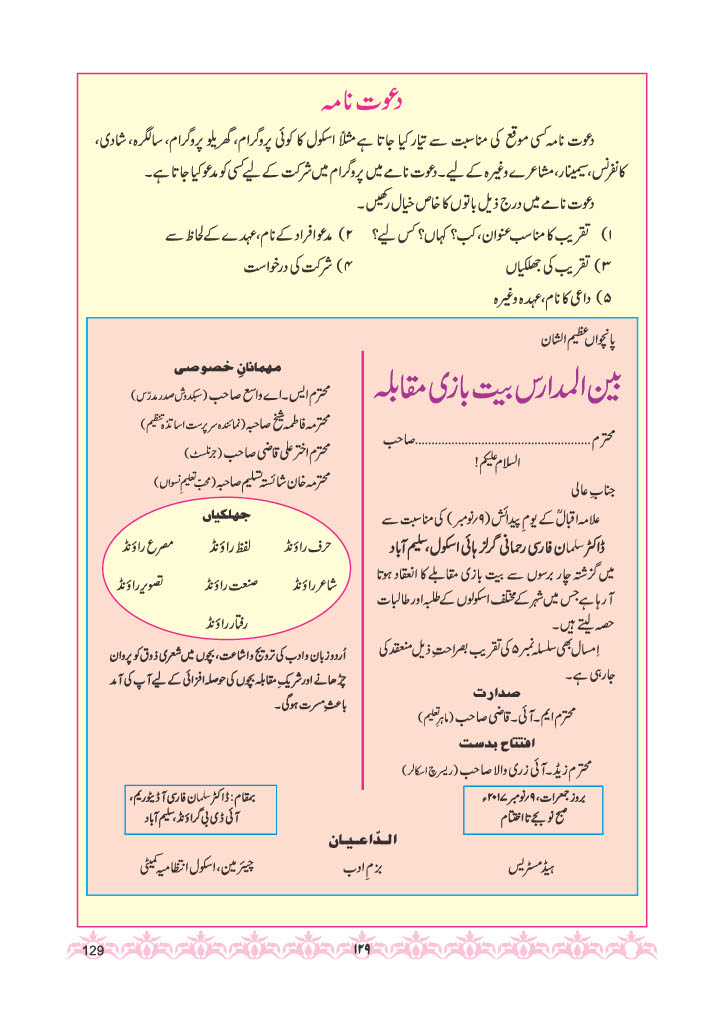 دعوت نامہ
دعوت نامہ کسی موقع کی مناسبت سے تیار کیا جاتا ہے مثلاً اسکول کا کوئی پروگرام، گھریلو پروگرام، سالگرہ، شادی،
کانفرنس، سیمینار، مشاعرے وغیرہ کے لیے۔ دعوت نامے میں پروگرام میں شرکت کے لیے کسی کو مدعو کیا جاتا ہے۔
دعوت نامے میں درج ذیل باتوں کا خاص خیال رکھیں۔
۱) تقریب کا مناسب عنوان، کب؟ کہاں؟ کس لیے؟ ۲) مدعو افراد کے نام، عہدے کے لحاظ سے
۳) تقریب کی جھلکیاں ۴) شرکت کی درخواست
۵) داعی کا نام، عہدہ وغیرہ
پانچواں عظیم الشان
بین المدارس بیت بازی مقابلہ
محترم ........................................................ صاحب
السلام علیکم!
جنابِ عالی
علامہ اقبالؒ کے یومِ پیدائش (۹؍نومبر) کی مناسبت سے
ڈاکٹر سلمان فارسی رحمانی گرلز ہائی اسکول، سلیم آباد
میں گزشتہ چار برسوں سے بیت بازی مقابلے کا انعقاد ہوتا
آ رہا ہے جس میں شہر کے مختلف اسکولوں کے طلبہ اور طالبات
حصہ لیتے ہیں۔
اِمسال بھی سلسلہ نمبر ۵ کی تقریب بصراحتِ ذیل منعقد کی
جا رہی ہے۔
صدارت
محترم ایم۔ آئی۔ قاضی صاحب (ماہرِ تعلیم)
افتتاح بدست
محترم زیڈ۔ آئی زری والا صاحب (ریسرچ اسکالر)
مہمانانِ خصوصی
محترم ایس۔ اے واسع صاحب (سبکدوش صدر مدرّس)
محترمہ فاطمہ شیخ صاحبہ (نمائندہ سرپرست اساتذہ تنظیم)
محترم اختر علی قاضی صاحب (جرنلسٹ)
محترمہ خان شائستہ تسلیم صاحبہ (محبِّ تعلیمِ نسواں)
جھلکیاں
حرف راؤنڈ لفظ راؤنڈ مصرع راؤنڈ
شاعر راؤنڈ صنعت راؤنڈ تصویر راؤنڈ
رفتار راؤنڈ
اُردو زبان و ادب کی ترویج و اشاعت، بچوں میں شعری ذوق کو پروان
چڑھانے اور شریکِ مقابلہ بچوں کی حوصلہ افزائی کے لیے آپ کی آمد
باعثِ مسرت ہوگی۔
بروز جمعرات، ۹؍نومبر ۲۰۱۷ء
صبح نو بجے تا اختتام
بمقام: ڈاکٹر سلمان فارسی آڈیٹوریم،
آئی ڈی بی گراؤنڈ، سلیم آباد
الدّاعیان
ہیڈ مسٹریس بزمِ ادب چیئرمین، اسکول انتظامیہ کمیٹی
129
۱۲۹